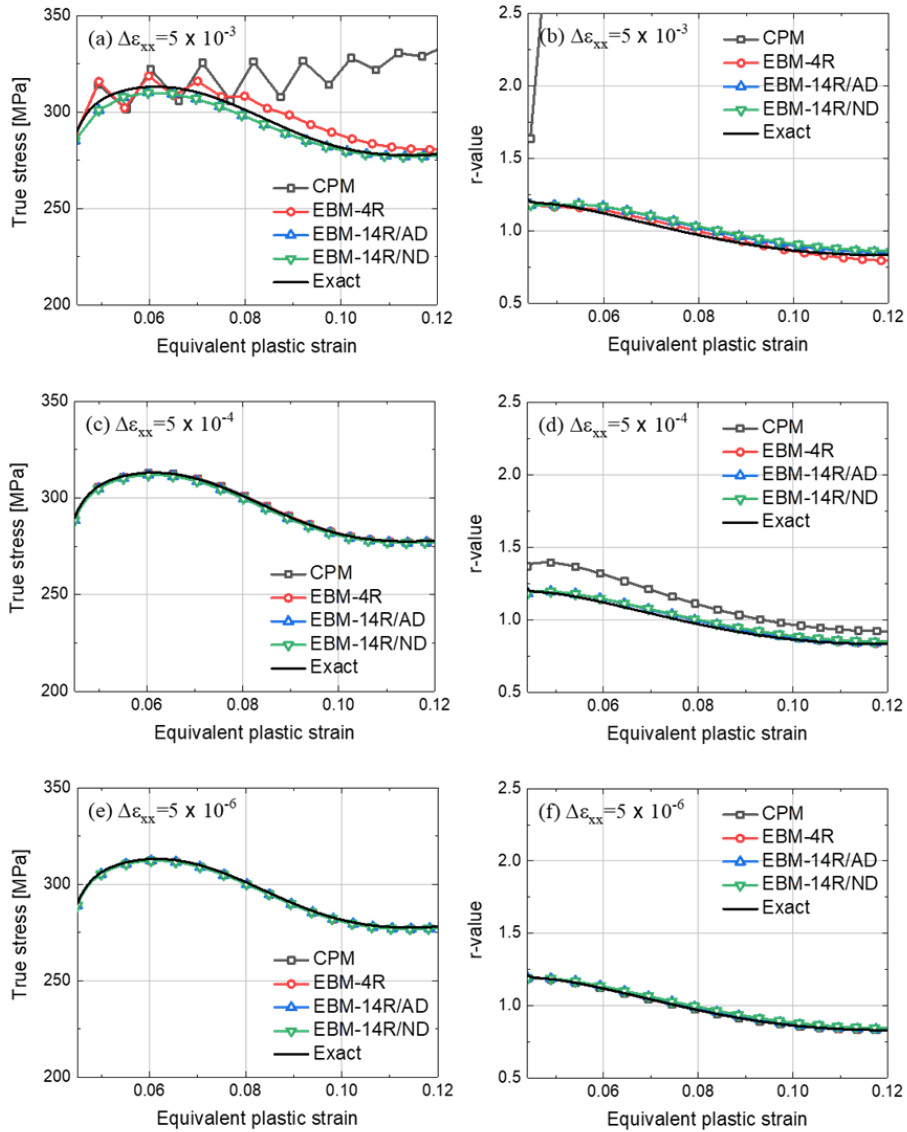 (a) Δε_xx=5 x 10^-3
True stress [MPa]
350
300
250
200
CPM
EBM-4R
EBM-14R/AD
EBM-14R/ND
Exact
0.06
0.08
0.10
0.12
Equivalent plastic strain
(b) Δε_xx=5 x 10^-3
r-value
2.5
2.0
1.5
1.0
0.5
CPM
EBM-4R
EBM-14R/AD
EBM-14R/ND
Exact
0.06
0.08
0.10
0.12
Equivalent plastic strain
(c) Δε_xx=5 x 10^-4
True stress [MPa]
350
300
250
200
CPM
EBM-4R
EBM-14R/AD
EBM-14R/ND
Exact
0.06
0.08
0.10
0.12
Equivalent plastic strain
(d) Δε_xx=5 x 10^-4
r-value
2.5
2.0
1.5
1.0
0.5
CPM
EBM-4R
EBM-14R/AD
EBM-14R/ND
Exact
0.06
0.08
0.10
0.12
Equivalent plastic strain
(e) Δε_xx=5 x 10^-6
True stress [MPa]
350
300
250
200
CPM
EBM-4R
EBM-14R/AD
EBM-14R/ND
Exact
0.06
0.08
0.10
0.12
Equivalent plastic strain
(f) Δε_xx=5 x 10^-6
r-value
2.5
2.0
1.5
1.0
0.5
CPM
EBM-4R
EBM-14R/AD
EBM-14R/ND
Exact
0.06
0.08
0.10
0.12
Equivalent plastic strain